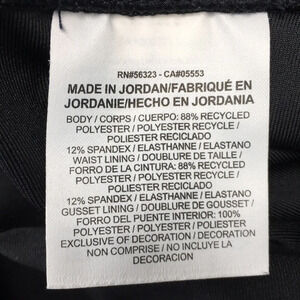 RN#56323 - CA#05553
MADE IN JORDAN/FABRIQUÉ EN
JORDANIE/HECHO EN JORDANIA
BODY / CORPS / CUERPO: 88% RECYCLED
POLYESTER / POLYESTER RECYCLE /
POLIESTER RECICLADO
12% SPANDEX / ELASTHANNE / ELASTANO
WAIST LINING / DOUBLURE DE TAILLE /
FORRO DE LA CINTURA: 88% RECYCLED
POLYESTER / POLYESTER RECYCLE /
POLIESTER RECICLADO
12% SPANDEX / ELASTHANNE / ELASTANO
GUSSET LINING / DOUBLURE DE GOUSSET /
FORRO DEL PUENTE INTERIOR: 100%
POLYESTER / POLYESTER / POLIESTER
EXCLUSIVE OF DECORATION / DECORATION
NON COMPRISE / NO INCLUYE LA
DECORACION